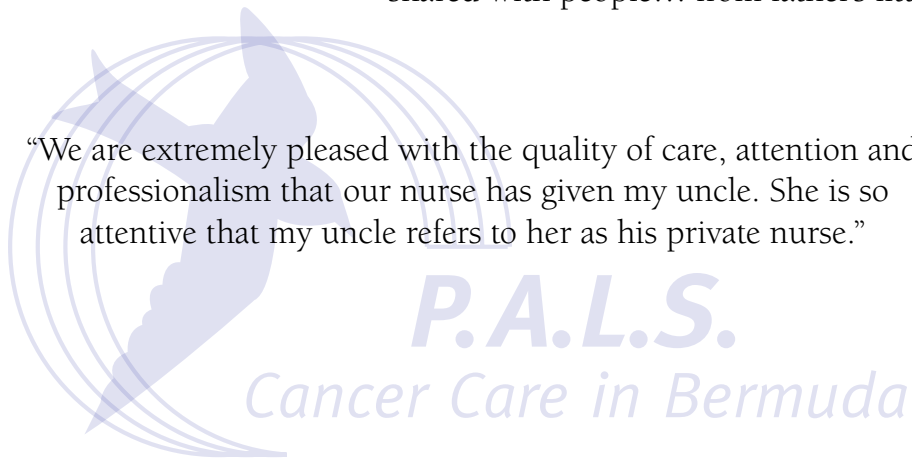 “We are extremely pleased with the quality of care, attention and
professionalism that our nurse has given my uncle. She is so
attentive that my uncle refers to her as his private nurse.”
P.A.L.S.
Cancer Care in Bermuda